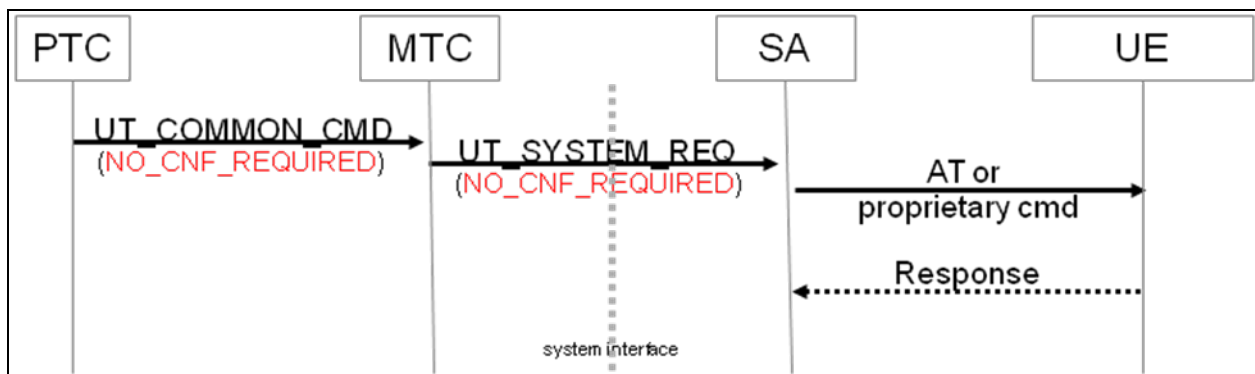 PTC
MTC
SA
UE
UT_COMMON_CMD
(NO_CNF_REQUIRED)
UT_SYSTEM_REQ
(NO_CNF_REQUIRED)
AT or
proprietary cmd
Response
system interface